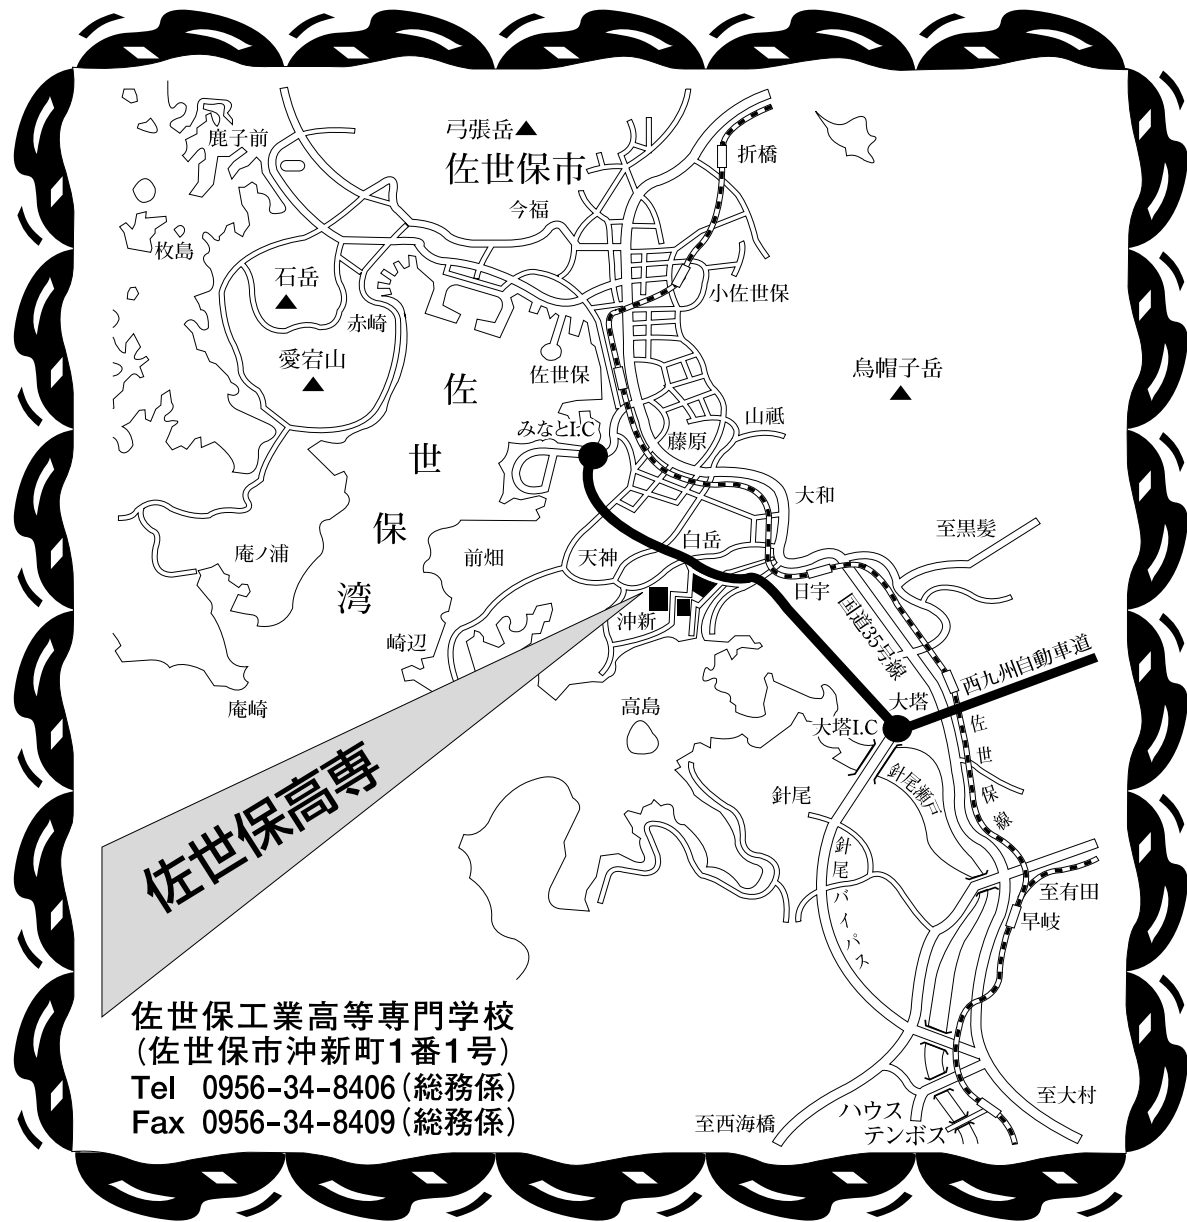 鹿子前
弓張岳
佐世保市
折橋
今福
枚島
石岳
小佐世保
赤崎
愛宕山
佐世保
烏帽子岳
佐世保湾
山祗
みなとI.C
藤原
大和
至黒髪
白岳
庵ノ浦
前畑
天神
日宇
国道35号線
沖新
崎辺
西九州自動車道
庵崎
高島
大塔
大塔I.C
佐世保線
針尾瀬戸
針尾
佐世保高専
針尾バイパス
至有田
早岐
佐世保工業高等専門学校
(佐世保市沖新町1番1号)
Tel 0956-34-8406(総務係)
Fax 0956-34-8409(総務係)
至大村
ハウス
テンボス
至西海橋